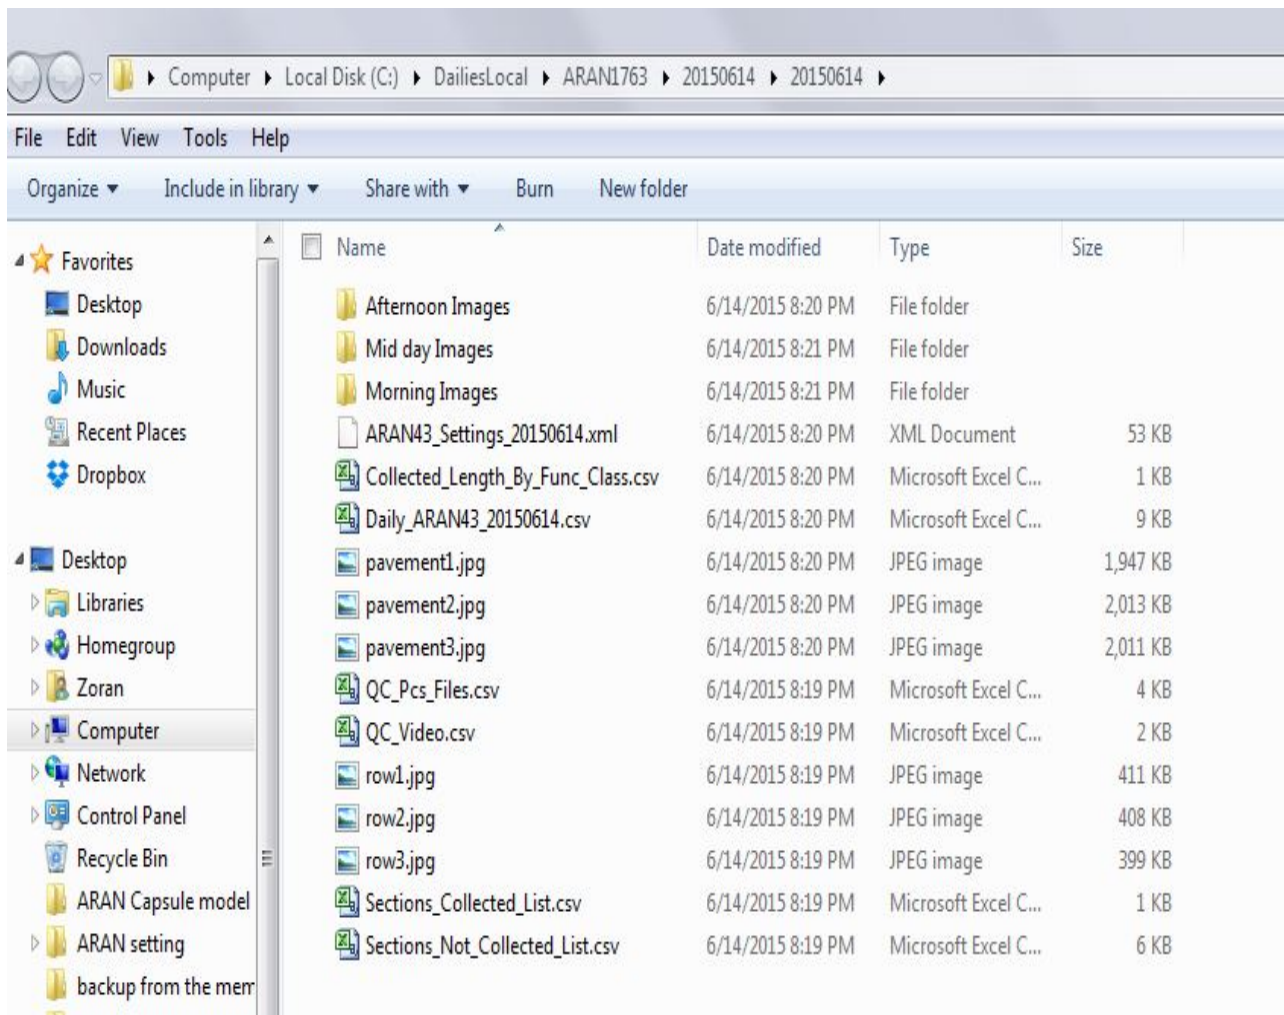 Computer Local Disk (C:) DailiesLocal ARAN1763 20150614 20150614
File Edit View Tools Help
Organize Include in library Share with Burn New folder
Favorites
Desktop
Downloads
Music
Recent Places
Dropbox
Desktop
Libraries
Homegroup
Zoran
Computer
Network
Control Panel
Recycle Bin
ARAN Capsule model
ARAN setting
backup from the mem
Name Date modified Type Size
Afternoon Images 6/14/2015 8:20 PM File folder
Mid day Images 6/14/2015 8:21 PM File folder
Morning Images 6/14/2015 8:21 PM File folder
ARAN43_Settings_20150614.xml 6/14/2015 8:20 PM XML Document 53 KB
Collected_Length_By_Func_Class.csv 6/14/2015 8:20 PM Microsoft Excel C... 1 KB
Daily_ARAN43_20150614.csv 6/14/2015 8:20 PM Microsoft Excel C... 9 KB
pavement1.jpg 6/14/2015 8:20 PM JPEG image 1,947 KB
pavement2.jpg 6/14/2015 8:20 PM JPEG image 2,013 KB
pavement3.jpg 6/14/2015 8:20 PM JPEG image 2,011 KB
QC_Pcs_Files.csv 6/14/2015 8:19 PM Microsoft Excel C... 4 KB
QC_Video.csv 6/14/2015 8:19 PM Microsoft Excel C... 2 KB
row1.jpg 6/14/2015 8:19 PM JPEG image 411 KB
row2.jpg 6/14/2015 8:19 PM JPEG image 408 KB
row3.jpg 6/14/2015 8:19 PM JPEG image 399 KB
Sections_Collected_List.csv 6/14/2015 8:19 PM Microsoft Excel C... 1 KB
Sections_Not_Collected_List.csv 6/14/2015 8:19 PM Microsoft Excel C... 6 KB